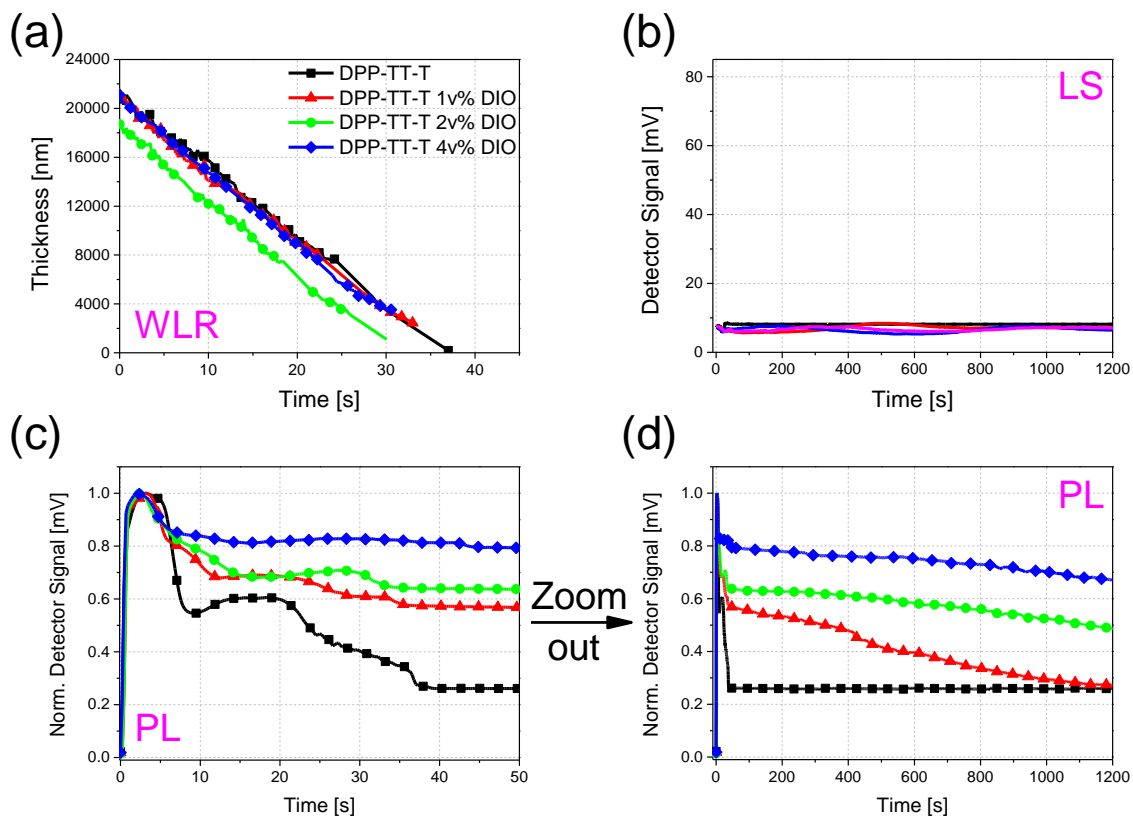 (a)
24000
20000
16000
12000
8000
4000
0
Thickness [nm]
DPP-TT-T
DPP-TT-T 1v% DIO
DPP-TT-T 2v% DIO
DPP-TT-T 4v% DIO
WLR
0 10 20 30 40
Time [s]
(b)
LS
80
60
40
20
0
Detector Signal [mV]
0 200 400 600 800 1000 1200
Time [s]
(c)
1.0
0.8
0.6
0.4
0.2
0.0
Norm. Detector Signal [mV]
PL
0 10 20 30 40 50
Time [s]
Zoom
out
(d)
PL
1.0
0.8
0.6
0.4
0.2
0.0
Norm. Detector Signal [mV]
0 200 400 600 800 1000 1200
Time [s]